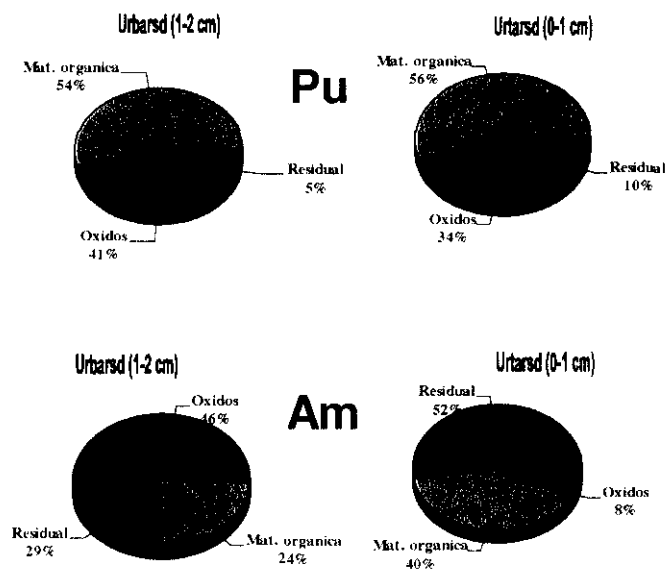 Urbarsd (1-2 cm)
Mat. organica
54%
Residual
5%
Oxidos
41%
Pu
Urtarsd (0-1 cm)
Mat. organica
56%
Residual
10%
Oxidos
34%
Urbarsd (1-2 cm)
Oxidos
46%
Residual
29%
Mat. organica
24%
Am
Urtarsd (0-1 cm)
Residual
52%
Oxidos
8%
Mat. organica
40%